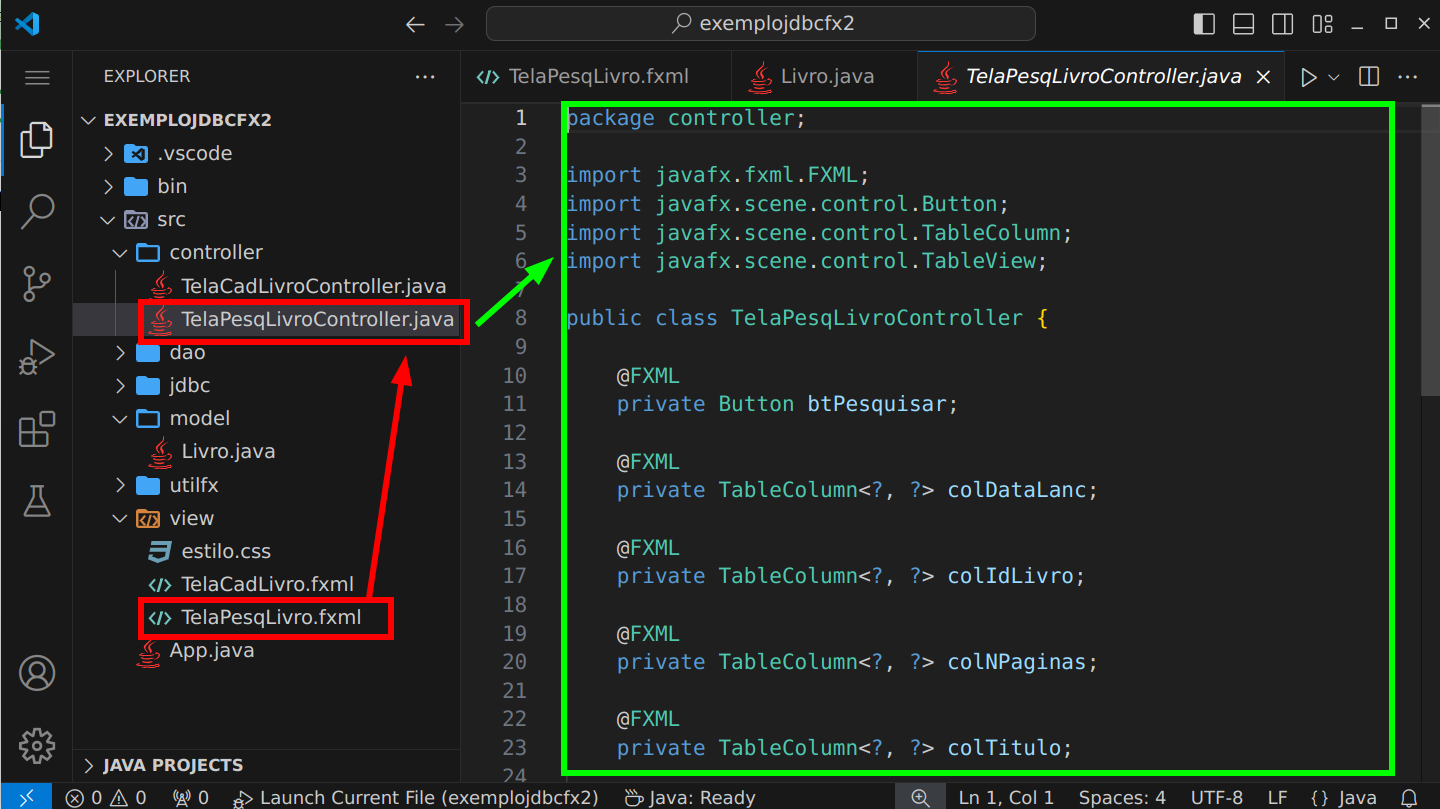 exemplojdbcfx2
EXPLORER
EXEMPLOJDBCFX2
.vscode
bin
src
controller
TelaCadLivroController.java
TelaPesqLivroController.java
dao
jdbc
model
Livro.java
utilfx
view
estilo.css
TelaCadLivro.fxml
TelaPesqLivro.fxml
App.java
JAVA PROJECTS
TelaPesqLivro.fxml
Livro.java
TelaPesqLivroController.java
1 package controller;
2
3 import javafx.fxml.FXML;
4 import javafx.scene.control.Button;
5 import javafx.scene.control.TableColumn;
6 import javafx.scene.control.TableView;
7
8 public class TelaPesqLivroController {
9
10 @FXML
11 private Button btPesquisar;
12
13 @FXML
14 private TableColumn<?, ?> colDataLanc;
15
16 @FXML
17 private TableColumn<?, ?> colIdLivro;
18
19 @FXML
20 private TableColumn<?, ?> colNPaginas;
21
22 @FXML
23 private TableColumn<?, ?> colTitulo;
24
0 0 0 Launch Current File (exemplojdbcfx2) Java: Ready Ln 1, Col 1 Spaces: 4 UTF-8 LF {} Java